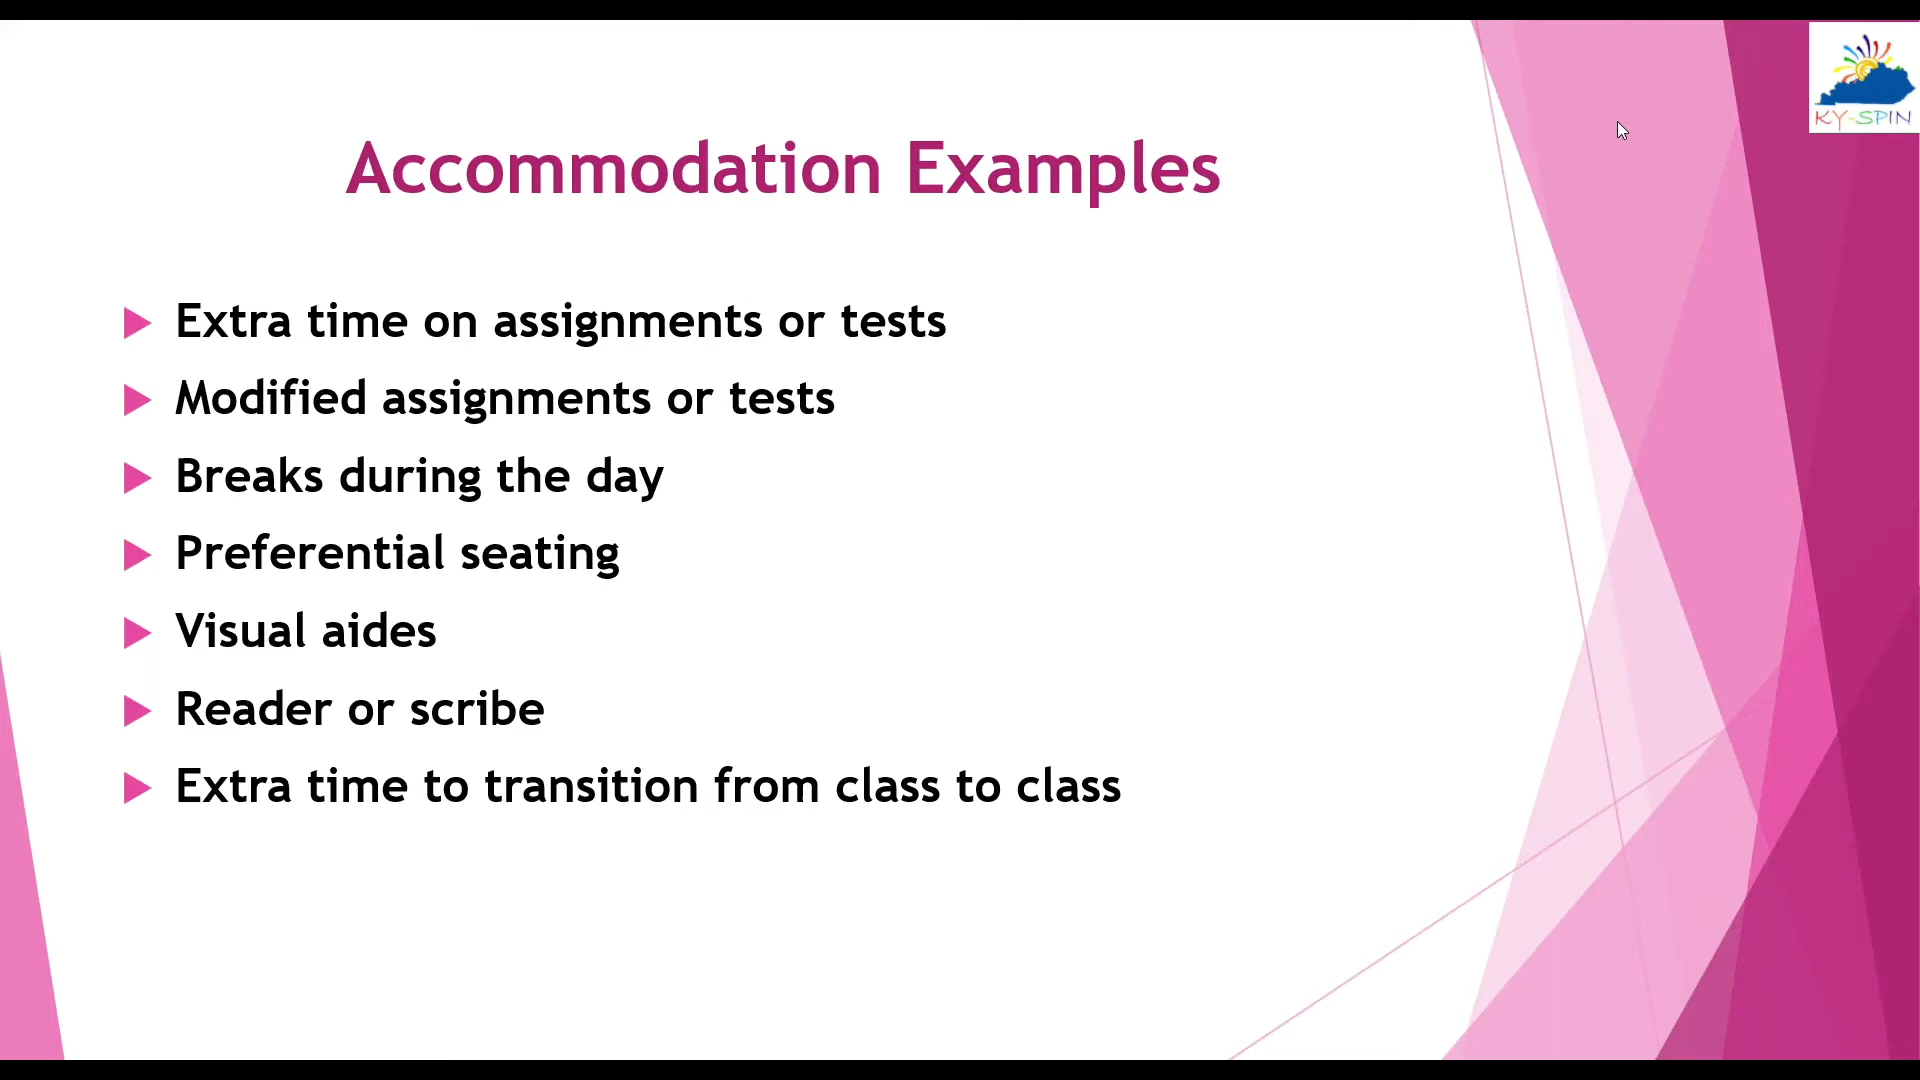 KY-SPIN
Accommodation Examples
Extra time on assignments or tests
Modified assignments or tests
Breaks during the day
Preferential seating
Visual aides
Reader or scribe
Extra time to transition from class to class